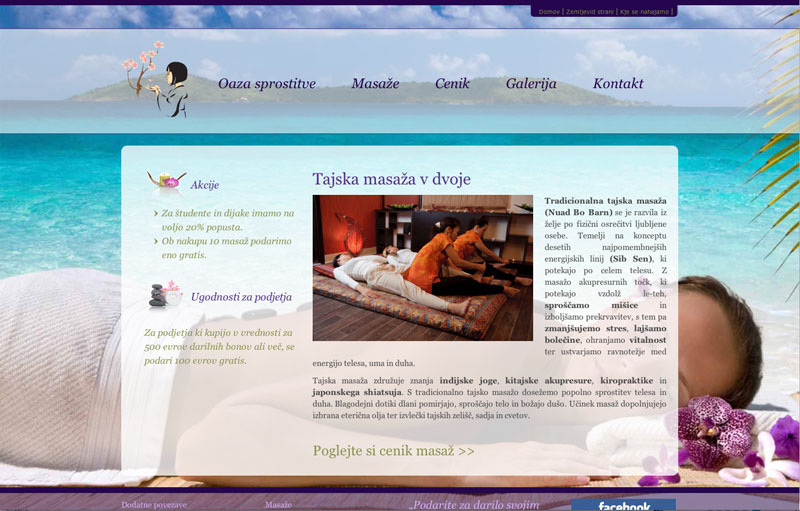 Domov | Zemljevid strani | Kje se nahajamo |
Oaza sprostitve
Masaže
Cenik
Galerija
Kontakt
Akcije
Za študente in dijake imamo na
voljo 20% popusta.
Ob nakupu 10 masaž podarimo
eno gratis.
Ugodnosti za podjetja
Za podjetja ki kupijo v vrednosti za
500 evrov darilnih bonov ali več, se
podari 100 evrov gratis.
Tajska masaža v dvoje
Tradicionalna tajska masaža
(Nuad Bo Barn) se je razvila iz
želje po fizični osrečitvi ljubljene
osebe. Temelji na konceptu
desetih najpomembnejših
energijskih linij (Sib Sen), ki
potekajo po celem telesu. Z
masažo akupresurnih točk, ki
potekajo vzdolž le-teh,
sproščamo mišice in
izboljšamo prekrvavitev, s tem pa
zmanjšujemo stres, lajšamo
bolečine, ohranjamo vitalnost
ter ustvarjamo ravnotežje med
energijo telesa, uma in duha.
Tajska masaža združuje znanja indijske joge, kitajske akupresure, kiropraktike in
japonskega shiatsuja. S tradicionalno tajsko masažo dosežemo popolno sprostitev telesa in
duha. Blagodejni dotiki dlani pomirjajo, sproščajo telo in božajo dušo. Učinek masaž dopolnjujejo
izbrana eterična olja ter izvlečki tajskih zelišč, sadja in cvetov.
Poglejte si cenik masaž >>
Dodatne povezave
Masaže
„Podarite za darilo svojim
facebook